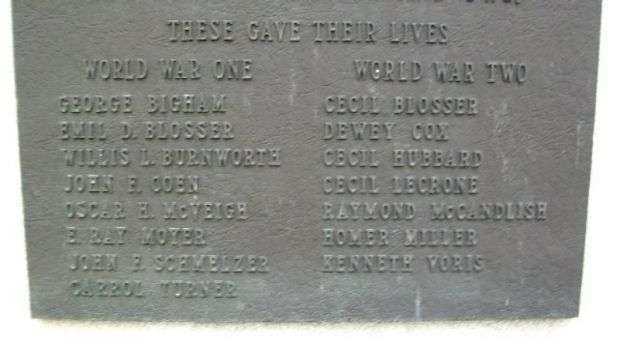 THESE GAVE THEIR LIVES
WORLD WAR ONE WORLD WAR TWO
GEORGE BIGHAM CECIL BLOSSER
EMIL D. BLOSSER DEWEY COX
WILLIS L. BURNWORTH CECIL HUBBARD
JOHN F. COEN CECIL LECRONE
OSCAR H. McVEIGH RAYMOND McCANDLISH
E. RAY MOYER HOMER MILLER
JOHN F. SCHMELZER KENNETH VORIS
CARROL TURNER